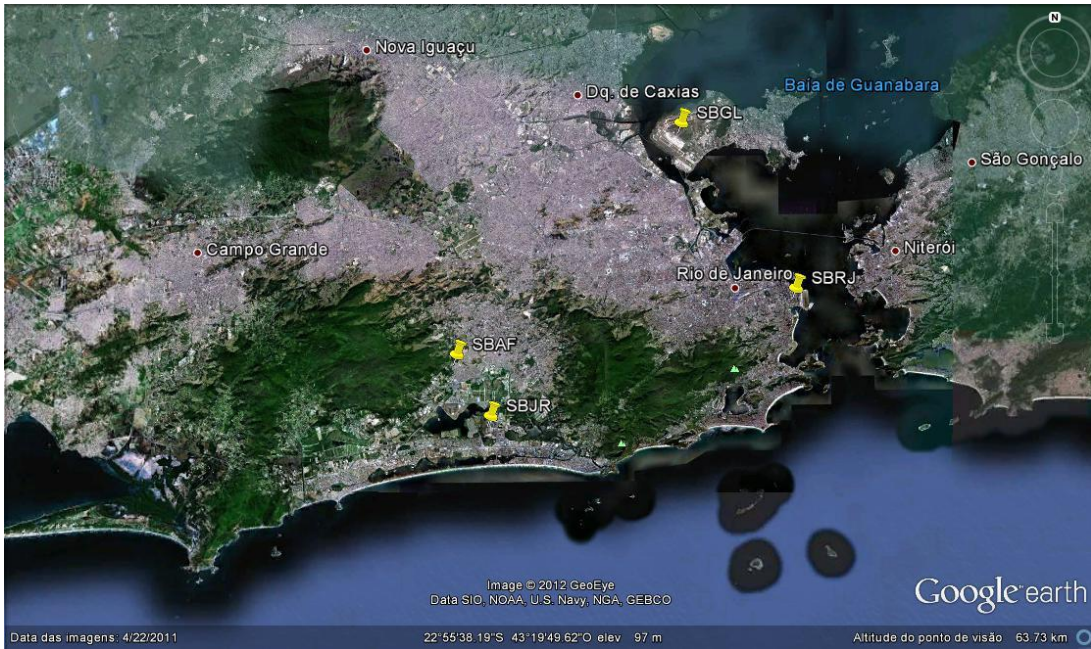 N
Nova Iguaçu
Dq. de Caxias
Baia de Guanabara
SBGL
São Gonçalo
Campo Grande
Niterói
Rio de Janeiro
SBRJ
SBAF
SBJR
Image © 2012 GeoEye
Data SIO, NOAA, U.S. Navy, NGA, GEBCO
Google earth
Data das imagens: 4/22/2011 22°55'38.19"S 43°19'49.62"O elev 97 m Altitude do ponto de visão 63.73 km